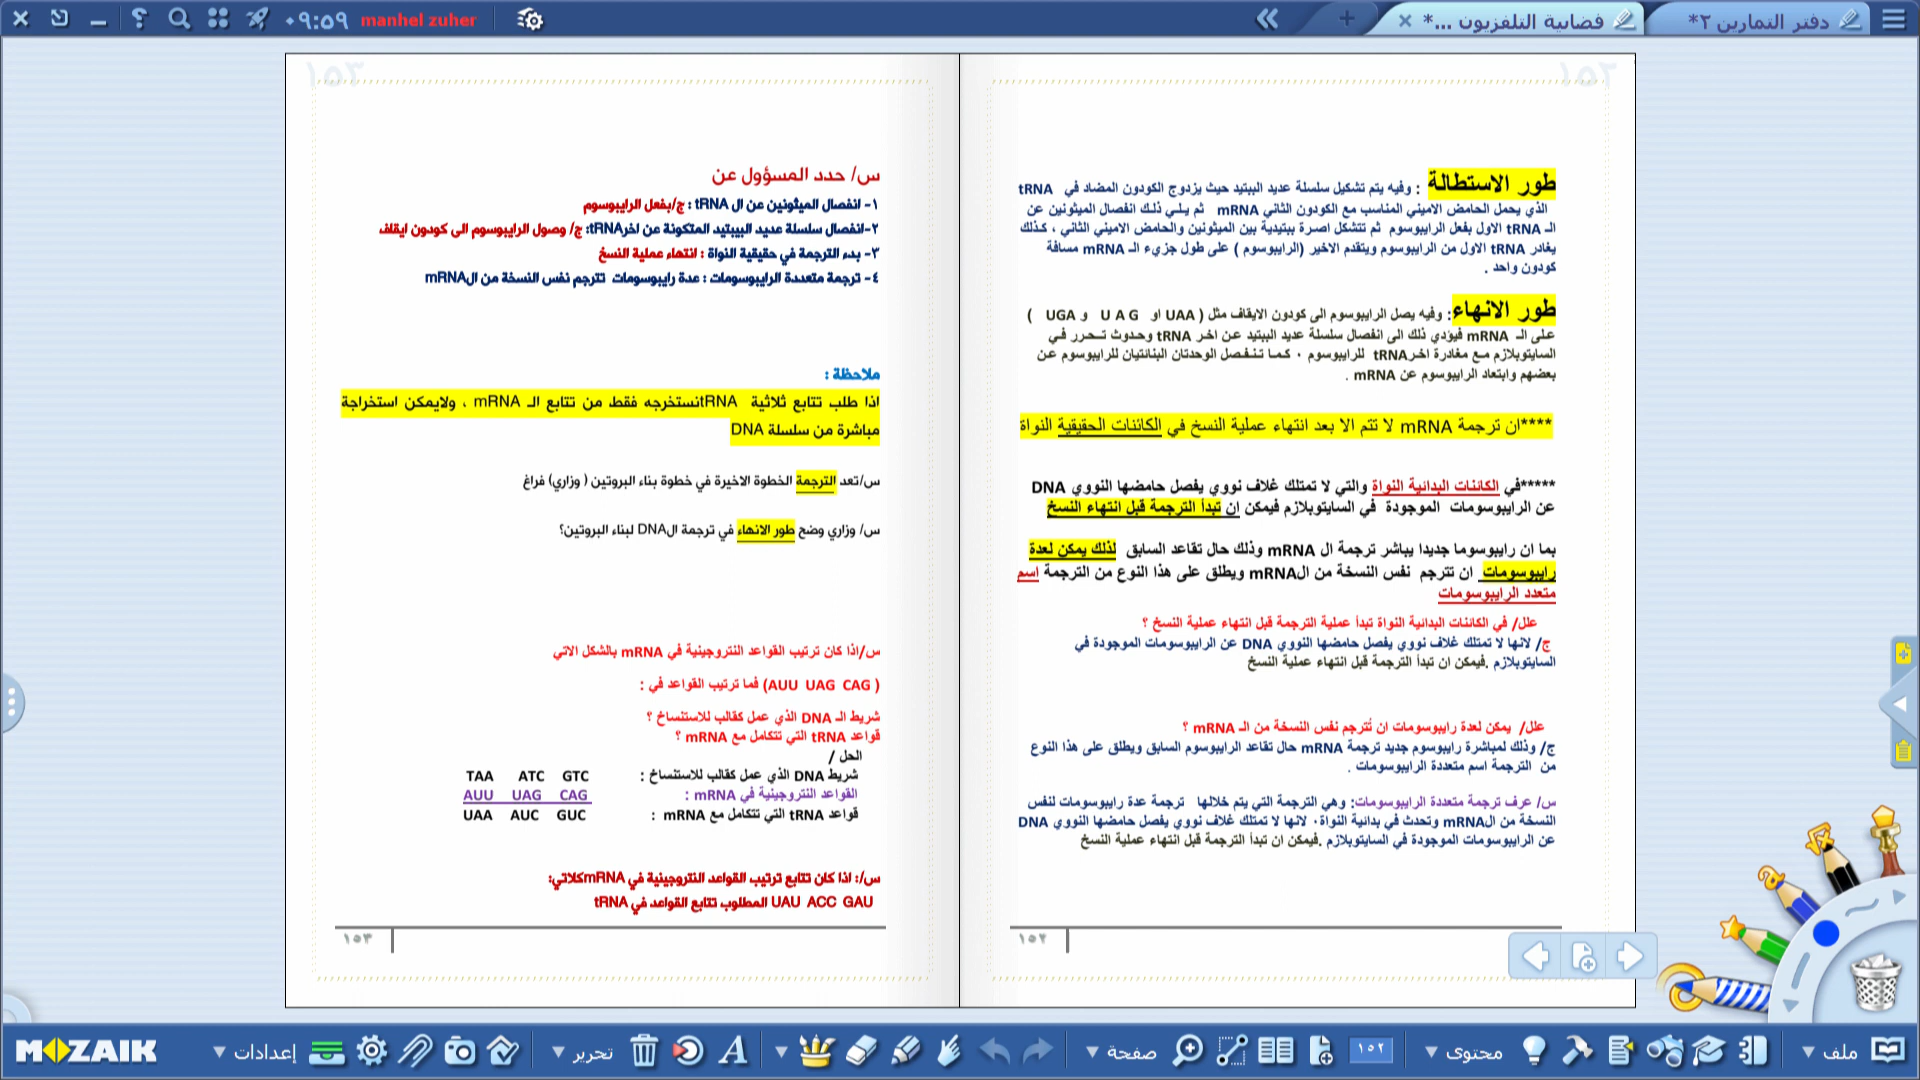 دفتر التمارين ٢*
فضائية التلفزيون ...*
manhel zuher
٠٩:٥٩
١٥٢
طور الاستطالة : وفيه يتم تشكيل سلسلة عديد الببتيد حيث يزدوج الكودون المضاد في tRNA
الذي يحمل الحامض الاميني المناسب مع الكودون الثاني mRNA ثم يلي ذلك انفصال الميثونين عن
الـ tRNA الاول بفعل الرايبوسوم ثم تتشكل اصرة ببتيدية بين الميثونين والحامض الاميني الثاني ، كذلك
يغادر tRNA الاول من الرايبوسوم ويتقدم الاخير (الرايبوسوم ) على طول جزيء الـ mRNA مسافة
كودون واحد .
طور الانهاء: وفيه يصل الرايبوسوم الى كودون الايقاف مثل ( UAA او U A G و UGA )
على الـ mRNA فيؤدي ذلك الى انفصال سلسلة عديد الببتيد عن اخر tRNA وحدوث تحرر في
السايتوبلازم مع مغادرة اخرtRNA للرايبوسوم ٠ كما تنفصل الوحدتان البنائتيان للرايبوسوم عن
بعضهم وابتعاد الرايبوسوم عن mRNA .
****ان ترجمة mRNA لا تتم الا بعد انتهاء عملية النسخ في الكائنات الحقيقية النواة
*****في الكائنات البدائية النواة والتي لا تمتلك غلاف نووي يفصل حامضها النووي DNA
عن الرايبوسومات الموجودة في السايتوبلازم فيمكن ان تبدأ الترجمة قبل انتهاء النسخ
بما ان رايبوسوما جديدا يباشر ترجمة ال mRNA وذلك حال تقاعد السابق لذلك يمكن لعدة
رايبوسومات ان تترجم نفس النسخة من الmRNA ويطلق على هذا النوع من الترجمة اسم
متعدد الرايبوسومات
علل/ في الكائنات البدائية النواة تبدأ عملية الترجمة قبل انتهاء عملية النسخ ؟
ج/ لانها لا تمتلك غلاف نووي يفصل حامضها النووي DNA عن الرايبوسومات الموجودة في
السايتوبلازم .فيمكن ان تبدأ الترجمة قبل انتهاء عملية النسخ
علل/ يمكن لعدة رايبوسومات ان تُترجم نفس النسخة من الـ mRNA ؟
ج/ وذلك لمباشرة رايبوسوم جديد ترجمة mRNA حال تقاعد الرايبوسوم السابق ويطلق على هذا النوع
من الترجمة اسم متعددة الرايبوسومات .
س/ عرف ترجمة متعددة الرايبوسومات: وهي الترجمة التي يتم خلالها ترجمة عدة رايبوسومات لنفس
النسخة من الmRNA وتحدث في بدائية النواة٠ لانها لا تمتلك غلاف نووي يفصل حامضها النووي DNA
عن الرايبوسومات الموجودة في السايتوبلازم .فيمكن ان تبدأ الترجمة قبل انتهاء عملية النسخ
١٥٢
١٥٣
س/ حدد المسؤول عن
١- انفصال الميثونين عن ال tRNA : ج/بفعل الرايبوسوم
٢-انفصال سلسلة عديد البيبتيد المتكونة عن اخرtRNA: ج/ وصول الرايبوسوم الى كودون ايقاف
٣- بدء الترجمة في حقيقية النواة : انتهاء عملية النسخ
٤- ترجمة متعددة الرايبوسومات : عدة رايبوسومات تترجم نفس النسخة من الmRNA
ملاحظة :
اذا طلب تتابع ثلاثية tRNAنستخرجه فقط من تتابع الـ mRNA ، ولايمكن استخراجة
مباشرة من سلسلة DNA
س/تعد الترجمة الخطوة الاخيرة في خطوة بناء البروتين ( وزاري) فراغ
س/ وزاري وضح طور الانهاء في ترجمة الDNA لبناء البروتين؟
س/اذا كان ترتيب القواعد النتروجينية في mRNA بالشكل الاتي
( AUU UAG CAG) فما ترتيب القواعد في :
شريط الـ DNA الذي عمل كقالب للاستنساخ ؟
قواعد tRNA التي تتكامل مع mRNA ؟
الحل /
شريط DNA الذي عمل كقالب للاستنساخ : TAA ATC GTC
القواعد النتروجينية في mRNA : AUU UAG CAG
قواعد tRNA التي تتكامل مع mRNA : UAA AUC GUC
س/: اذا كان تتابع ترتيب القواعد النتروجينية في mRNAكلاتي:
UAU ACC GAU المطلوب تتابع القواعد في tRNA
١٥٣
ملف
محتوى
١٥٢
صفحة
تحرير
إعدادات
MOZAIK